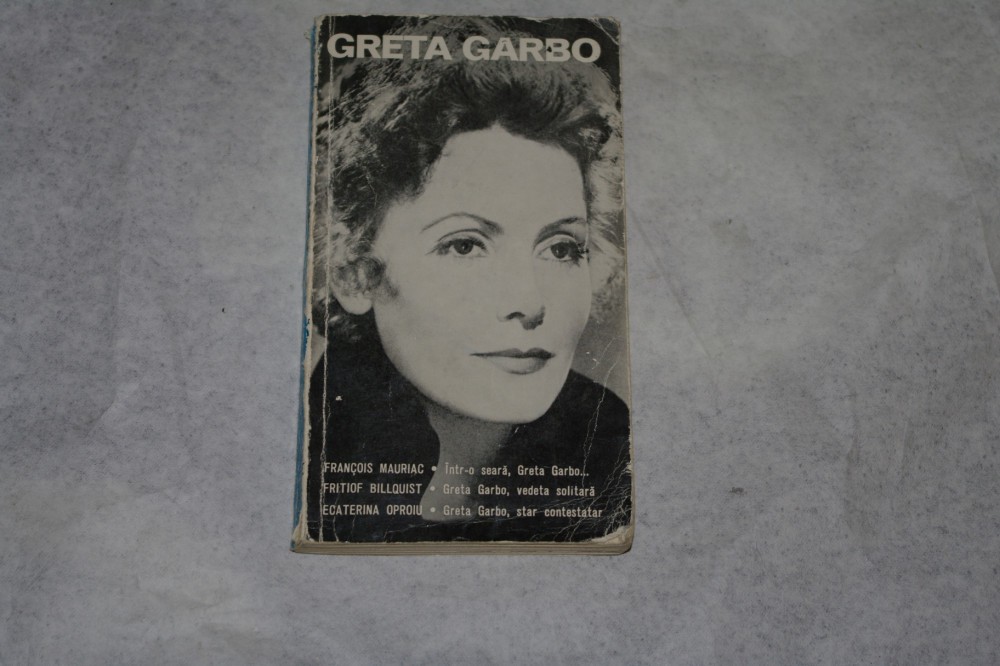 GRETA GARBO
FRANÇOIS MAURIAC • Într-o seară, Greta Garbo...
FRITIOF BILLQUIST • Greta Garbo, vedeta solitară
ECATERINA OPROIU • Greta Garbo, star contestatar